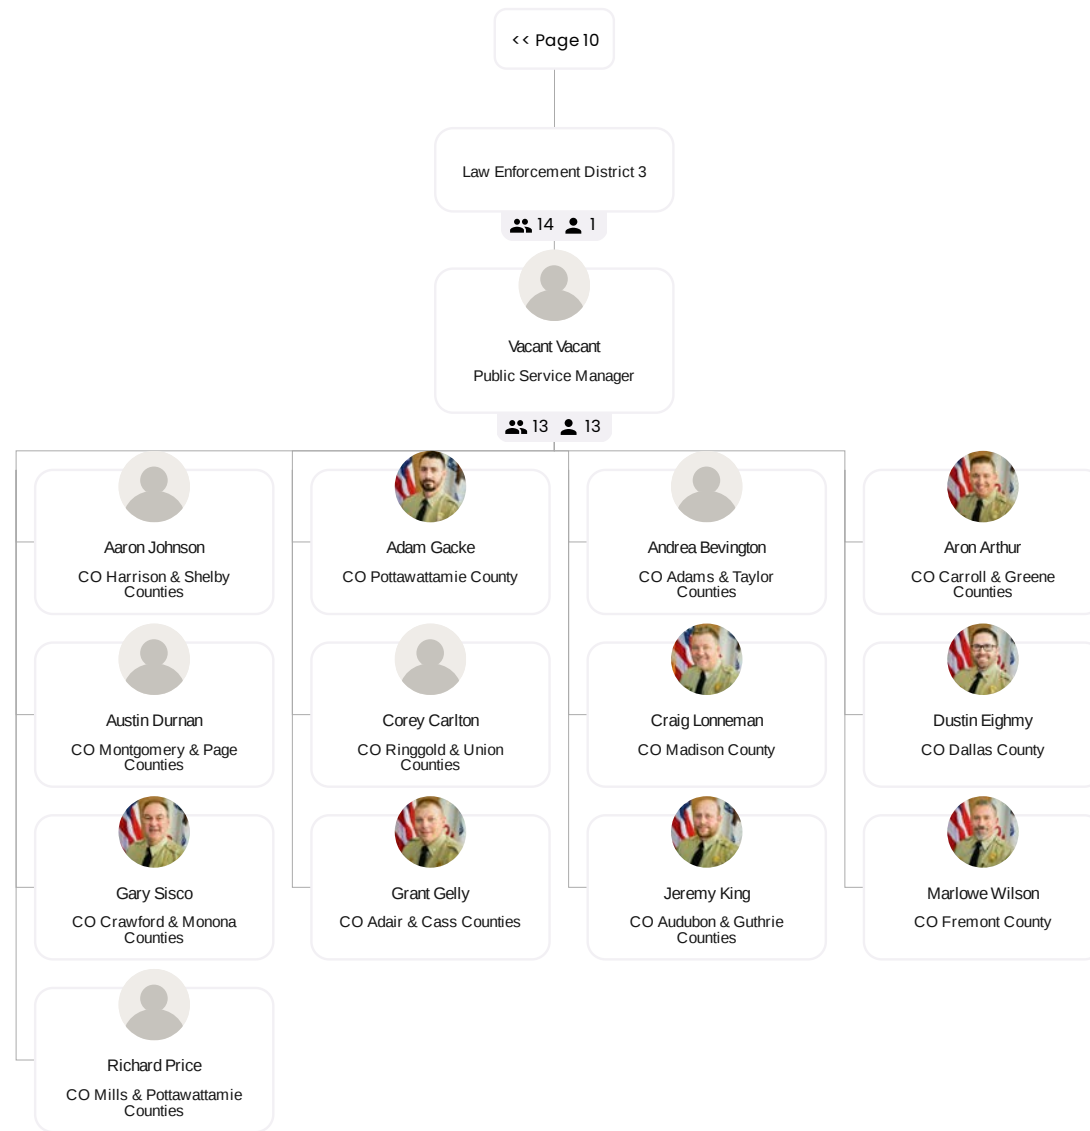 << Page 10
Law Enforcement District 3
14 1
Vacant Vacant
Public Service Manager
13 13
Aaron Johnson
CO Harrison & Shelby
Counties
Adam Gacke
CO Pottawattamie County
Andrea Bevington
CO Adams & Taylor
Counties
Aron Arthur
CO Carroll & Greene
Counties
Austin Durnan
CO Montgomery & Page
Counties
Corey Carlton
CO Ringgold & Union
Counties
Craig Lonneman
CO Madison County
Dustin Eighmy
CO Dallas County
Gary Sisco
CO Crawford & Monona
Counties
Grant Gelly
CO Adair & Cass Counties
Jeremy King
CO Audubon & Guthrie
Counties
Marlowe Wilson
CO Fremont County
Richard Price
CO Mills & Pottawattamie
Counties